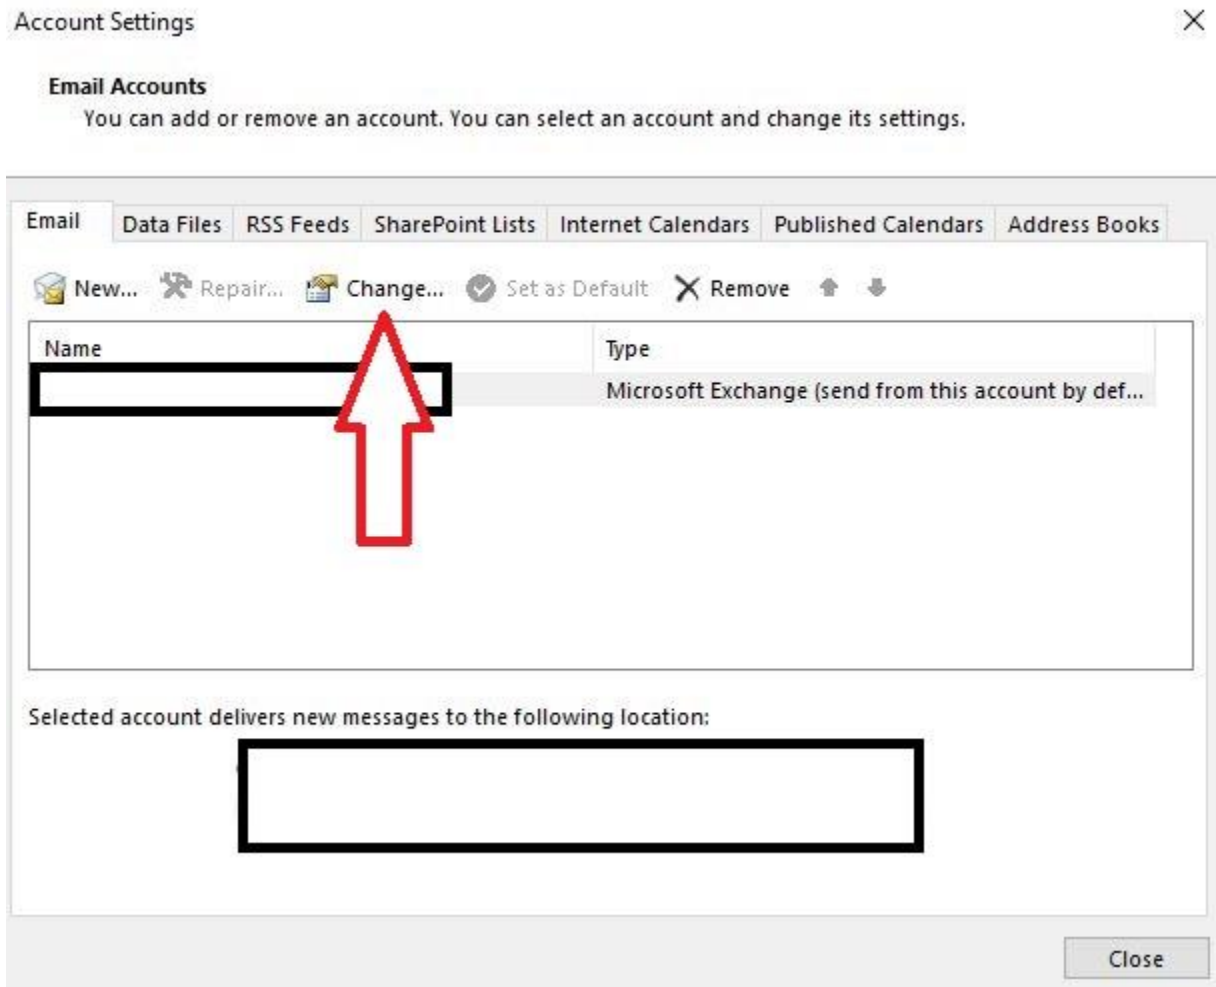 Account Settings
Email Accounts
You can add or remove an account. You can select an account and change its settings.
Email Data Files RSS Feeds SharePoint Lists Internet Calendars Published Calendars Address Books
New... Repair... Change... Set as Default Remove
Name Type
Microsoft Exchange (send from this account by def...
Selected account delivers new messages to the following location:
Close